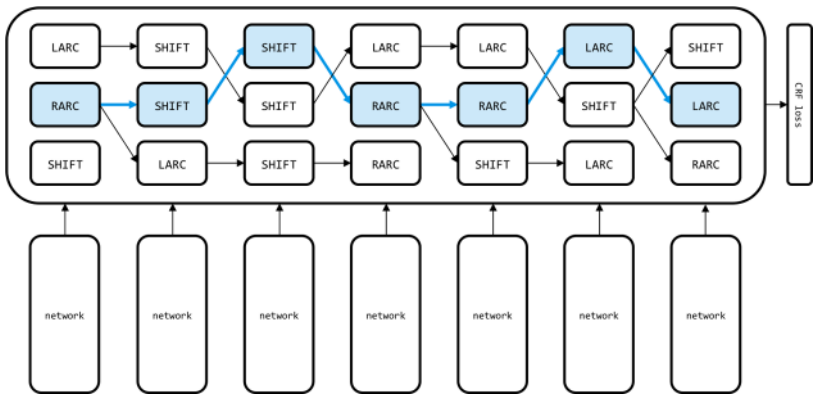 LARC SHIFT SHIFT LARC LARC LARC SHIFT
RARC SHIFT SHIFT RARC RARC SHIFT LARC
SHIFT LARC SHIFT RARC SHIFT LARC RARC
CRF loss
network network network network network network network